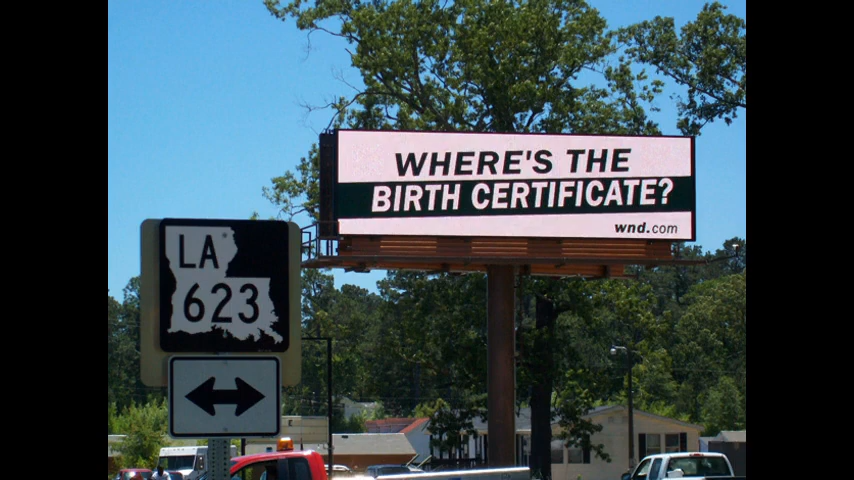 WHERE'S THE
BIRTH CERTIFICATE?
wnd.com
LA
623